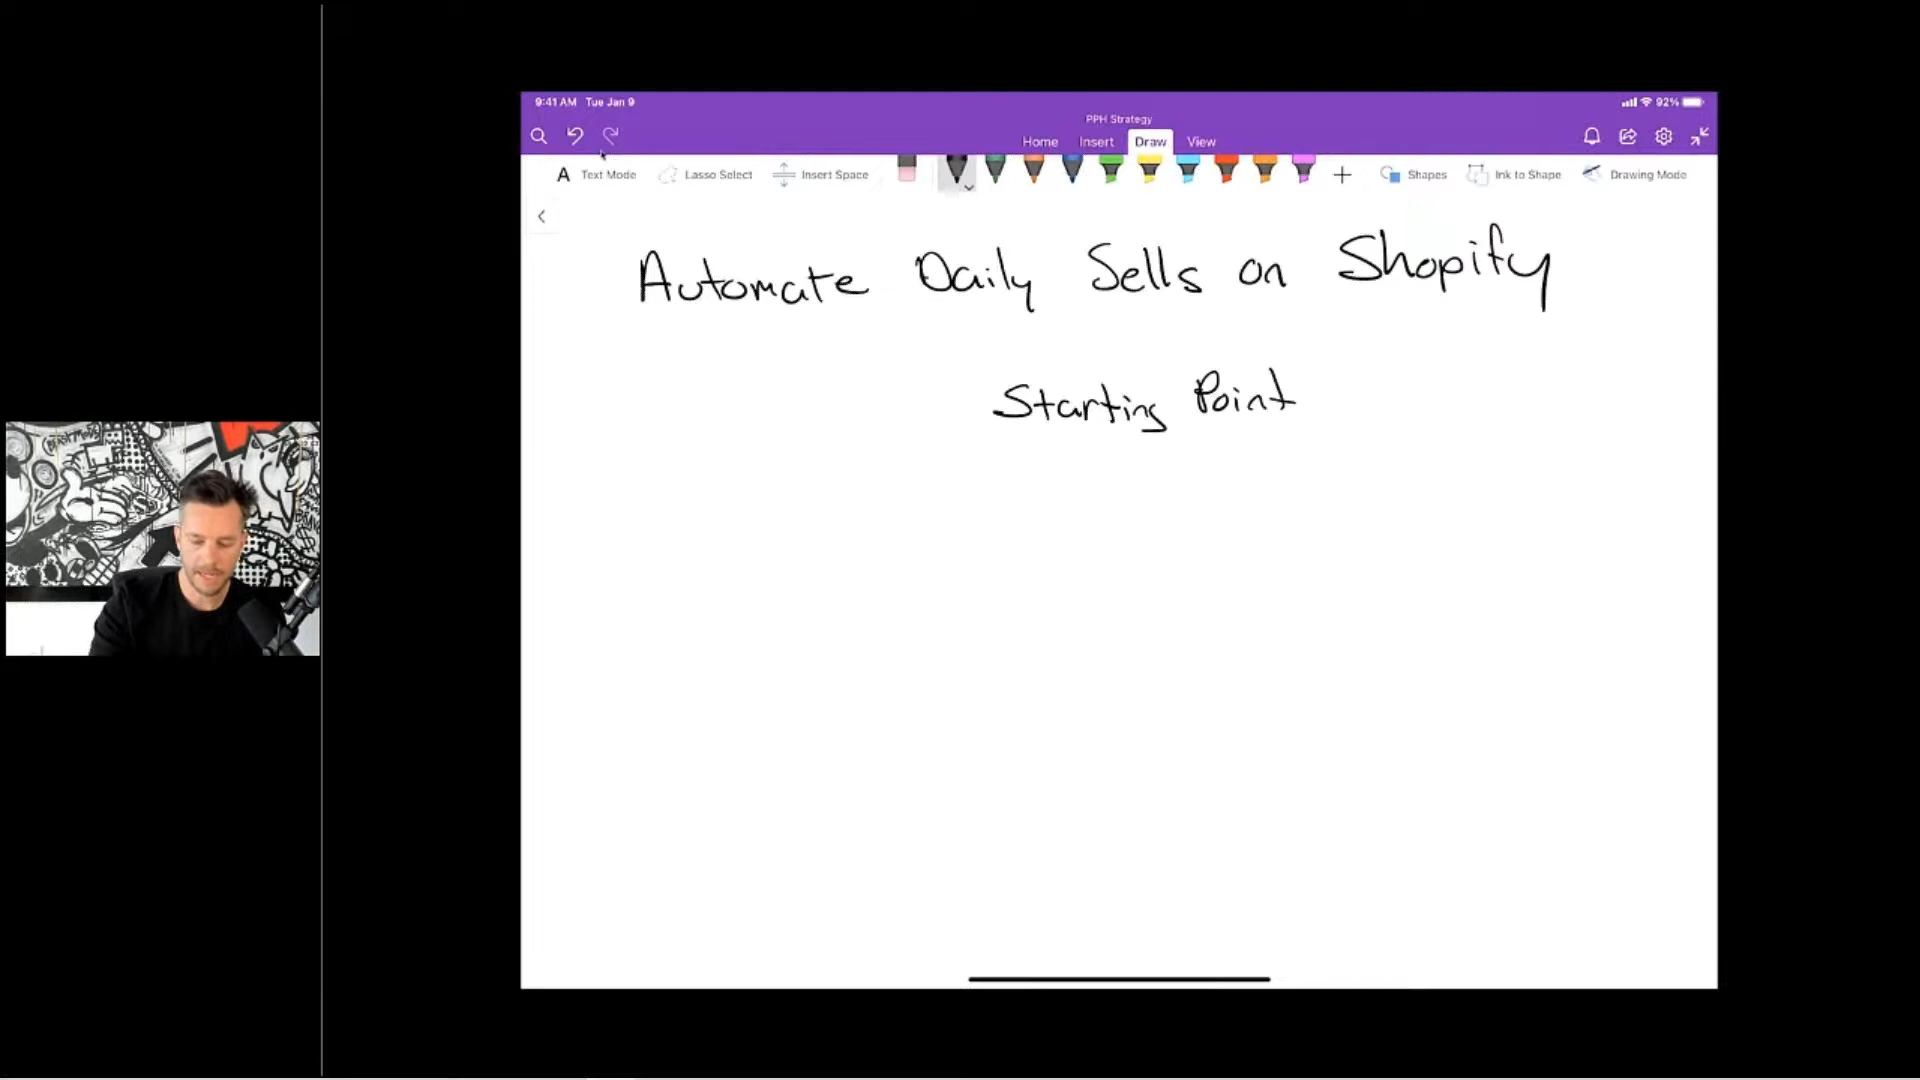 9:41 AM Tue Jan 9
92%
PPH Strategy
Home Insert Draw View
A Text Mode Lasso Select Insert Space Shapes Ink to Shape Drawing Mode
Automate Daily Sells on Shopify
Starting Point